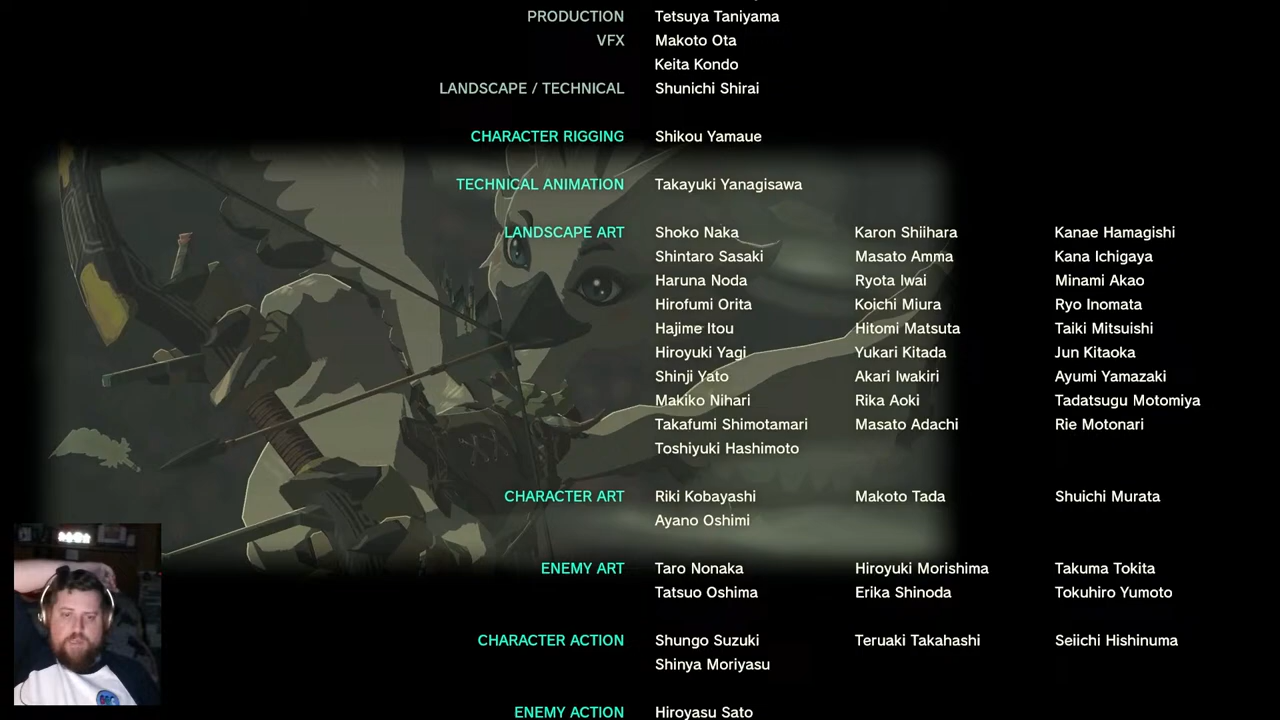 PRODUCTION Tetsuya Taniyama
VFX Makoto Ota
Keita Kondo
LANDSCAPE / TECHNICAL Shunichi Shirai
CHARACTER RIGGING Shikou Yamaue
TECHNICAL ANIMATION Takayuki Yanagisawa
LANDSCAPE ART Shoko Naka Karon Shiihara Kanae Hamagishi
Shintaro Sasaki Masato Amma Kana Ichigaya
Haruna Noda Ryota Iwai Minami Akao
Hirofumi Orita Koichi Miura Ryo Inomata
Hajime Itou Hitomi Matsuta Taiki Mitsuishi
Hiroyuki Yagi Yukari Kitada Jun Kitaoka
Shinji Yato Akari Iwakiri Ayumi Yamazaki
Makiko Nihari Rika Aoki Tadatsugu Motomiya
Takafumi Shimotamari Masato Adachi Rie Motonari
Toshiyuki Hashimoto
CHARACTER ART Riki Kobayashi Makoto Tada Shuichi Murata
Ayano Oshimi
ENEMY ART Taro Nonaka Hiroyuki Morishima Takuma Tokita
Tatsuo Oshima Erika Shinoda Tokuhiro Yumoto
CHARACTER ACTION Shungo Suzuki Teruaki Takahashi Seiichi Hishinuma
Shinya Moriyasu
ENEMY ACTION Hiroyasu Sato